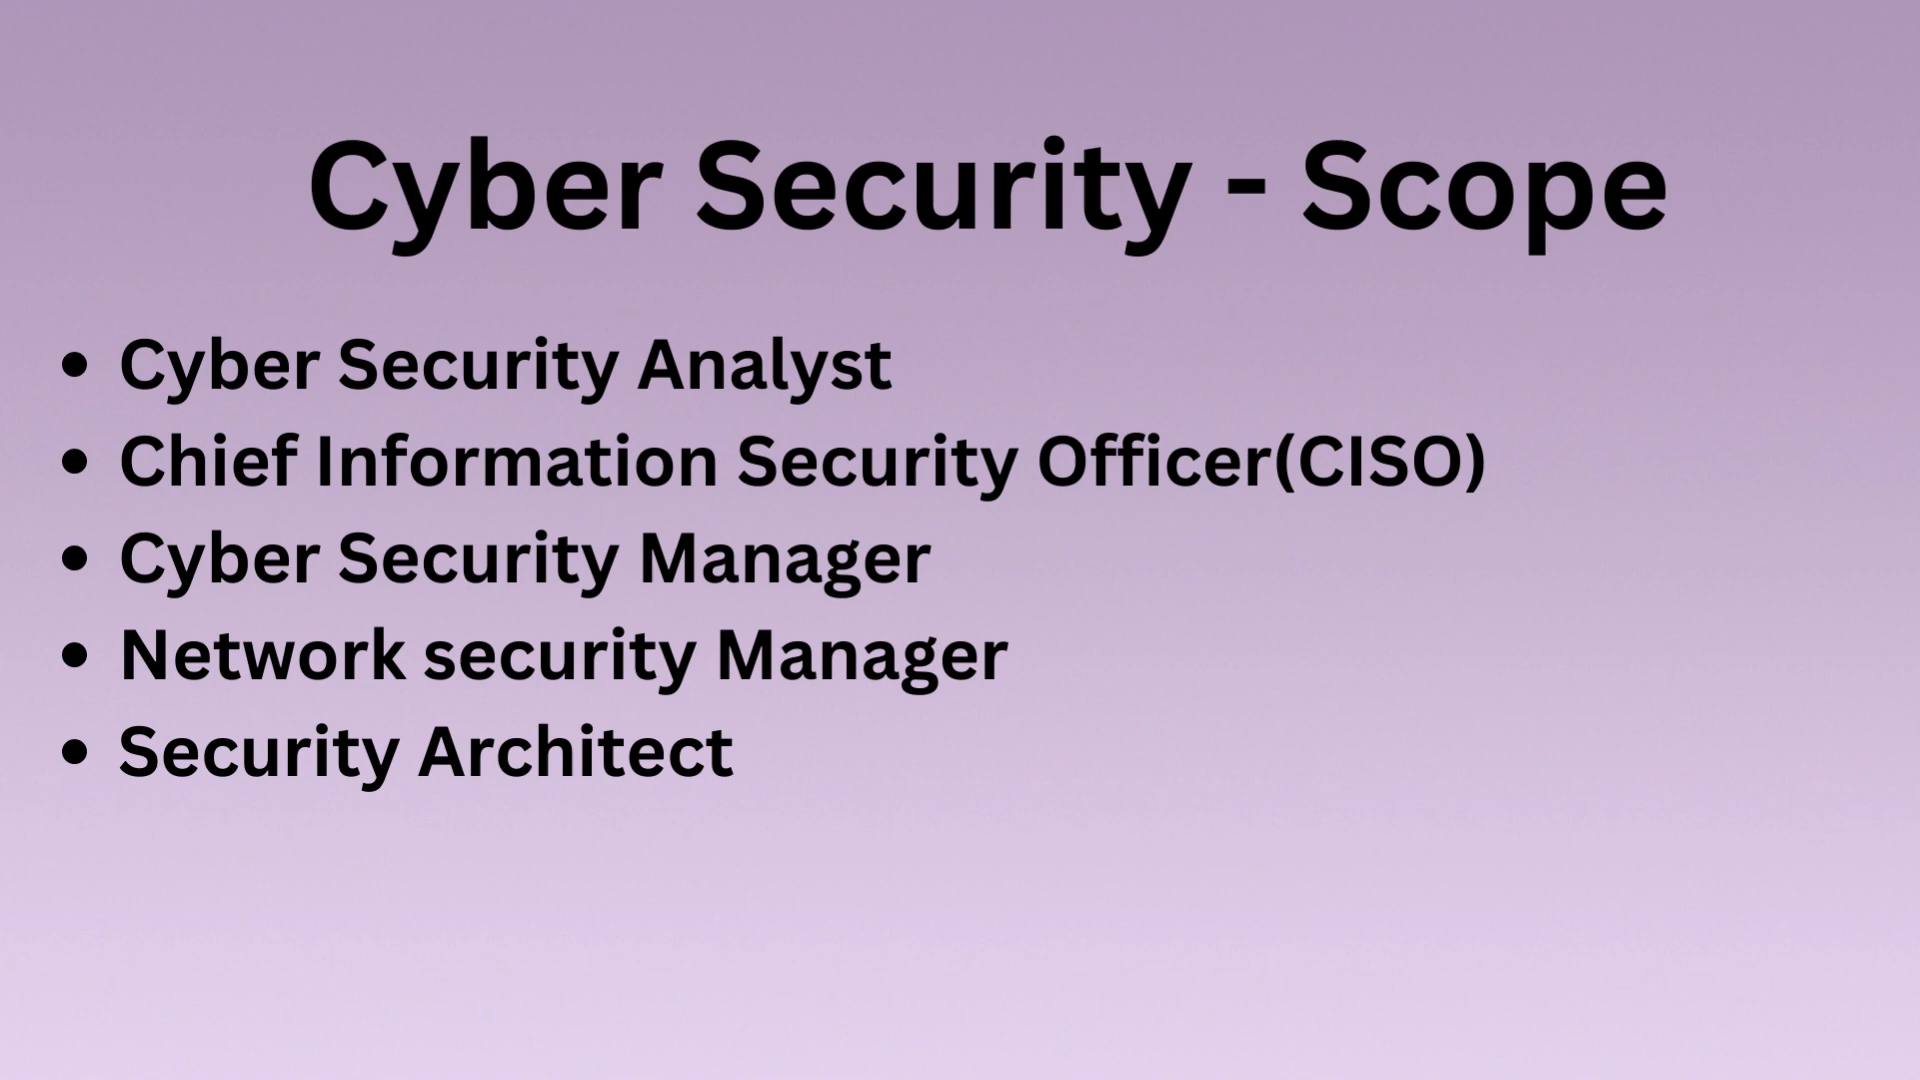 Cyber Security - Scope
• Cyber Security Analyst
• Chief Information Security Officer(CISO)
• Cyber Security Manager
• Network security Manager
• Security Architect